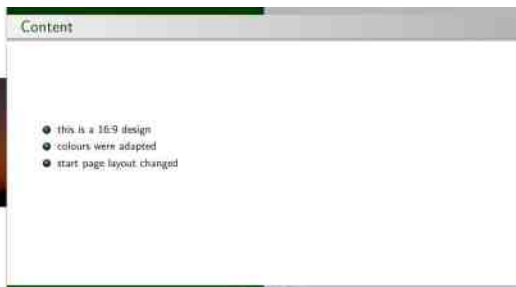 Content
this is a 16:9 design
colours were adapted
start page layout changed